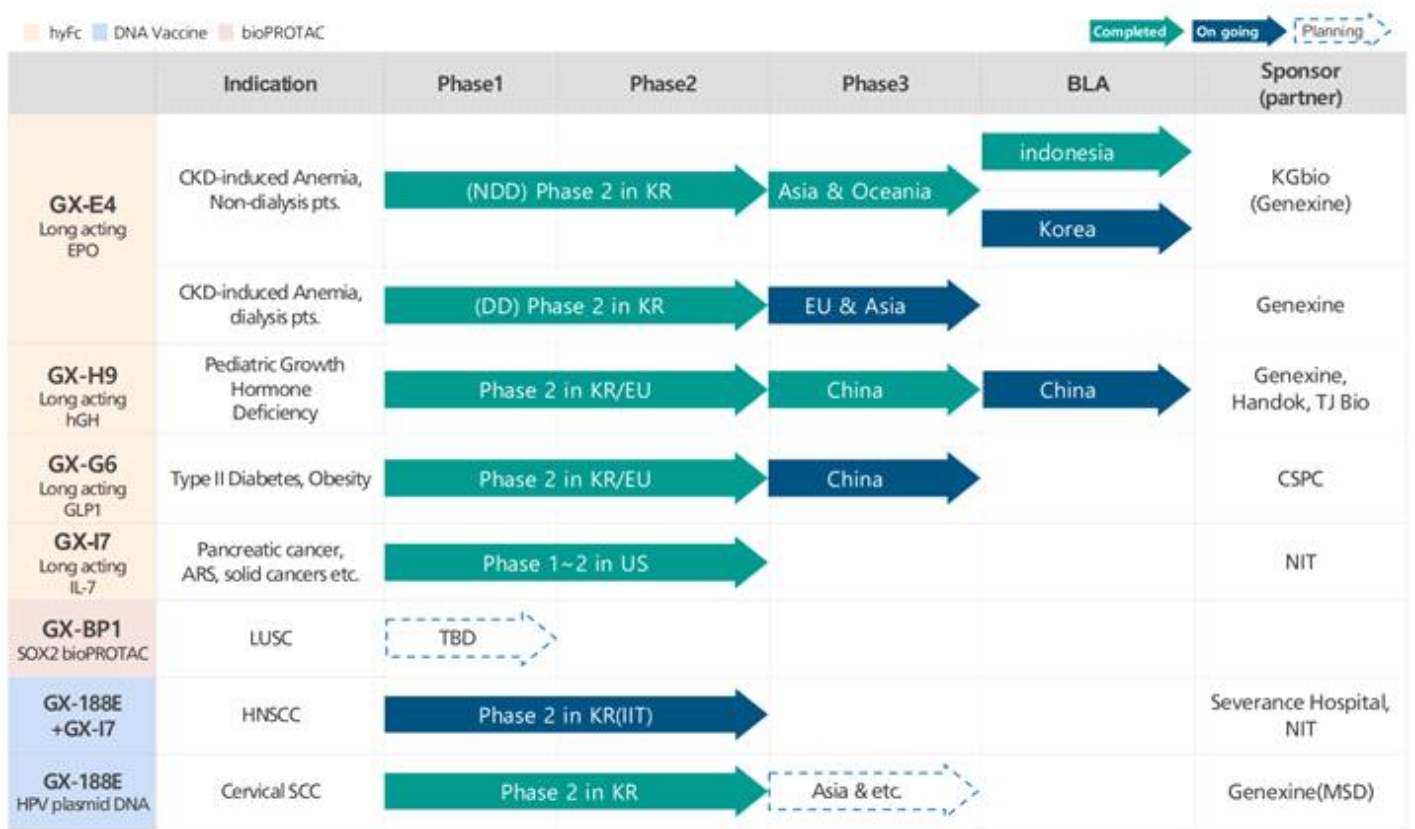 hyFc DNA Vaccine bioPROTAC
Completed On going Planning
Indication Phase1 Phase2 Phase3 BLA Sponsor
(partner)
GX-E4
Long acting
EPO
CKD-induced Anemia,
Non-dialysis pts.
(NDD) Phase 2 in KR
Asia & Oceania
indonesia
Korea
KGbio
(Genexine)
CKD-induced Anemia,
dialysis pts.
(DD) Phase 2 in KR
EU & Asia
Genexine
GX-H9
Long acting
hGH
Pediatric Growth
Hormone
Deficiency
Phase 2 in KR/EU
China
China
Genexine,
Handok, TJ Bio
GX-G6
Long acting
GLP1
Type II Diabetes, Obesity
Phase 2 in KR/EU
China
CSPC
GX-I7
Long acting
IL-7
Pancreatic cancer,
ARS, solid cancers etc.
Phase 1~2 in US
NIT
GX-BP1
SOX2 bioPROTAC
LUSC
TBD
GX-188E
+GX-I7
HNSCC
Phase 2 in KR(IIT)
Severance Hospital,
NIT
GX-188E
HPV plasmid DNA
Cervical SCC
Phase 2 in KR
Asia & etc.
Genexine(MSD)